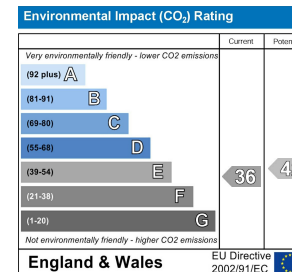 Environmental Impact (CO₂) Rating
Current
Very environmentally friendly - lower CO2 emissions
(92 plus) A
(81-91) B
(69-80) C
(55-68) D
(39-54) E
(21-38) F
(1-20) G
36
4
Not environmentally friendly - higher CO2 emissions
England & Wales
EU Directive
2002/91/EC